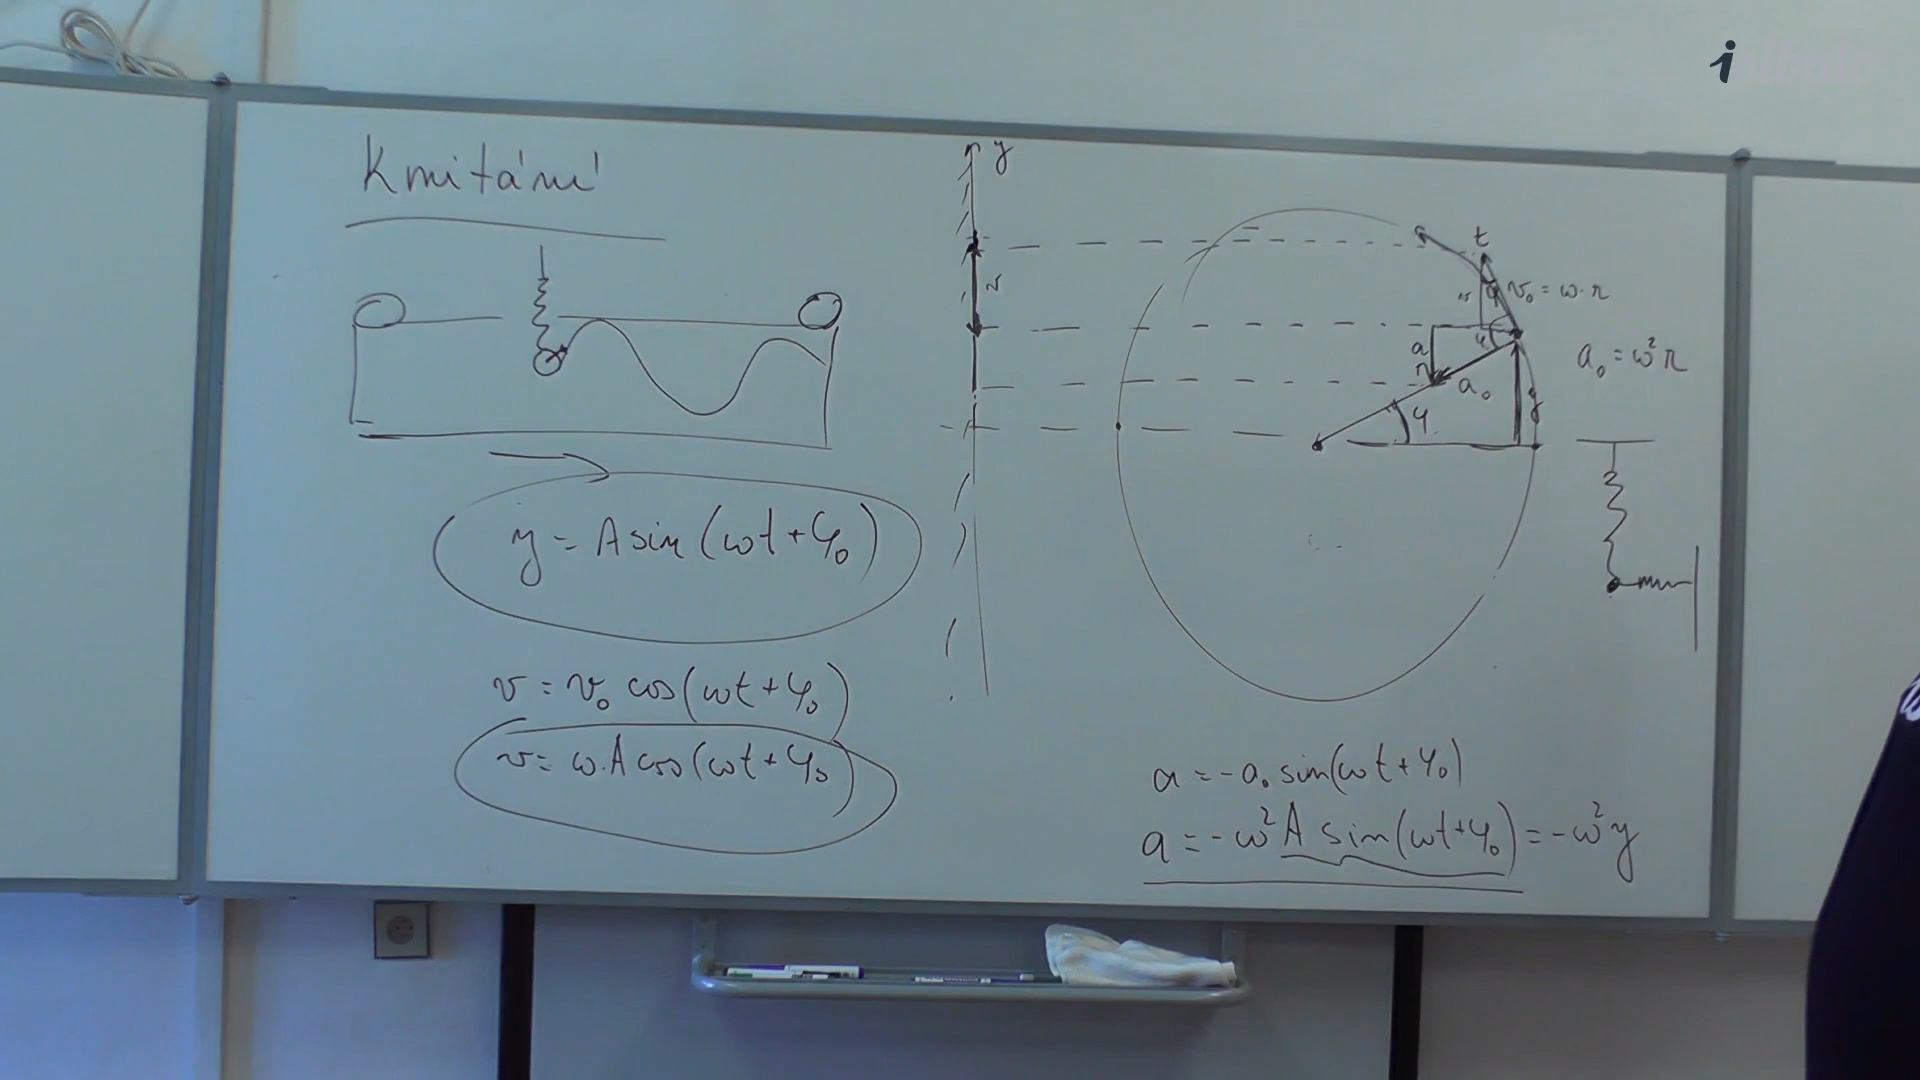 Kmitání
y = A sin (ωt + φ₀)
v = v₀ cos (ωt + φ₀)
v = ω.A cos (ωt + φ₀)
y
v
t
v
φ
v₀ = ω·r
φ
a
a₀
a₀ = ω²r
φ
y
a = -a₀ sin(ωt + φ₀)
a = -ω²A sin(ωt+φ₀) = -ω²y